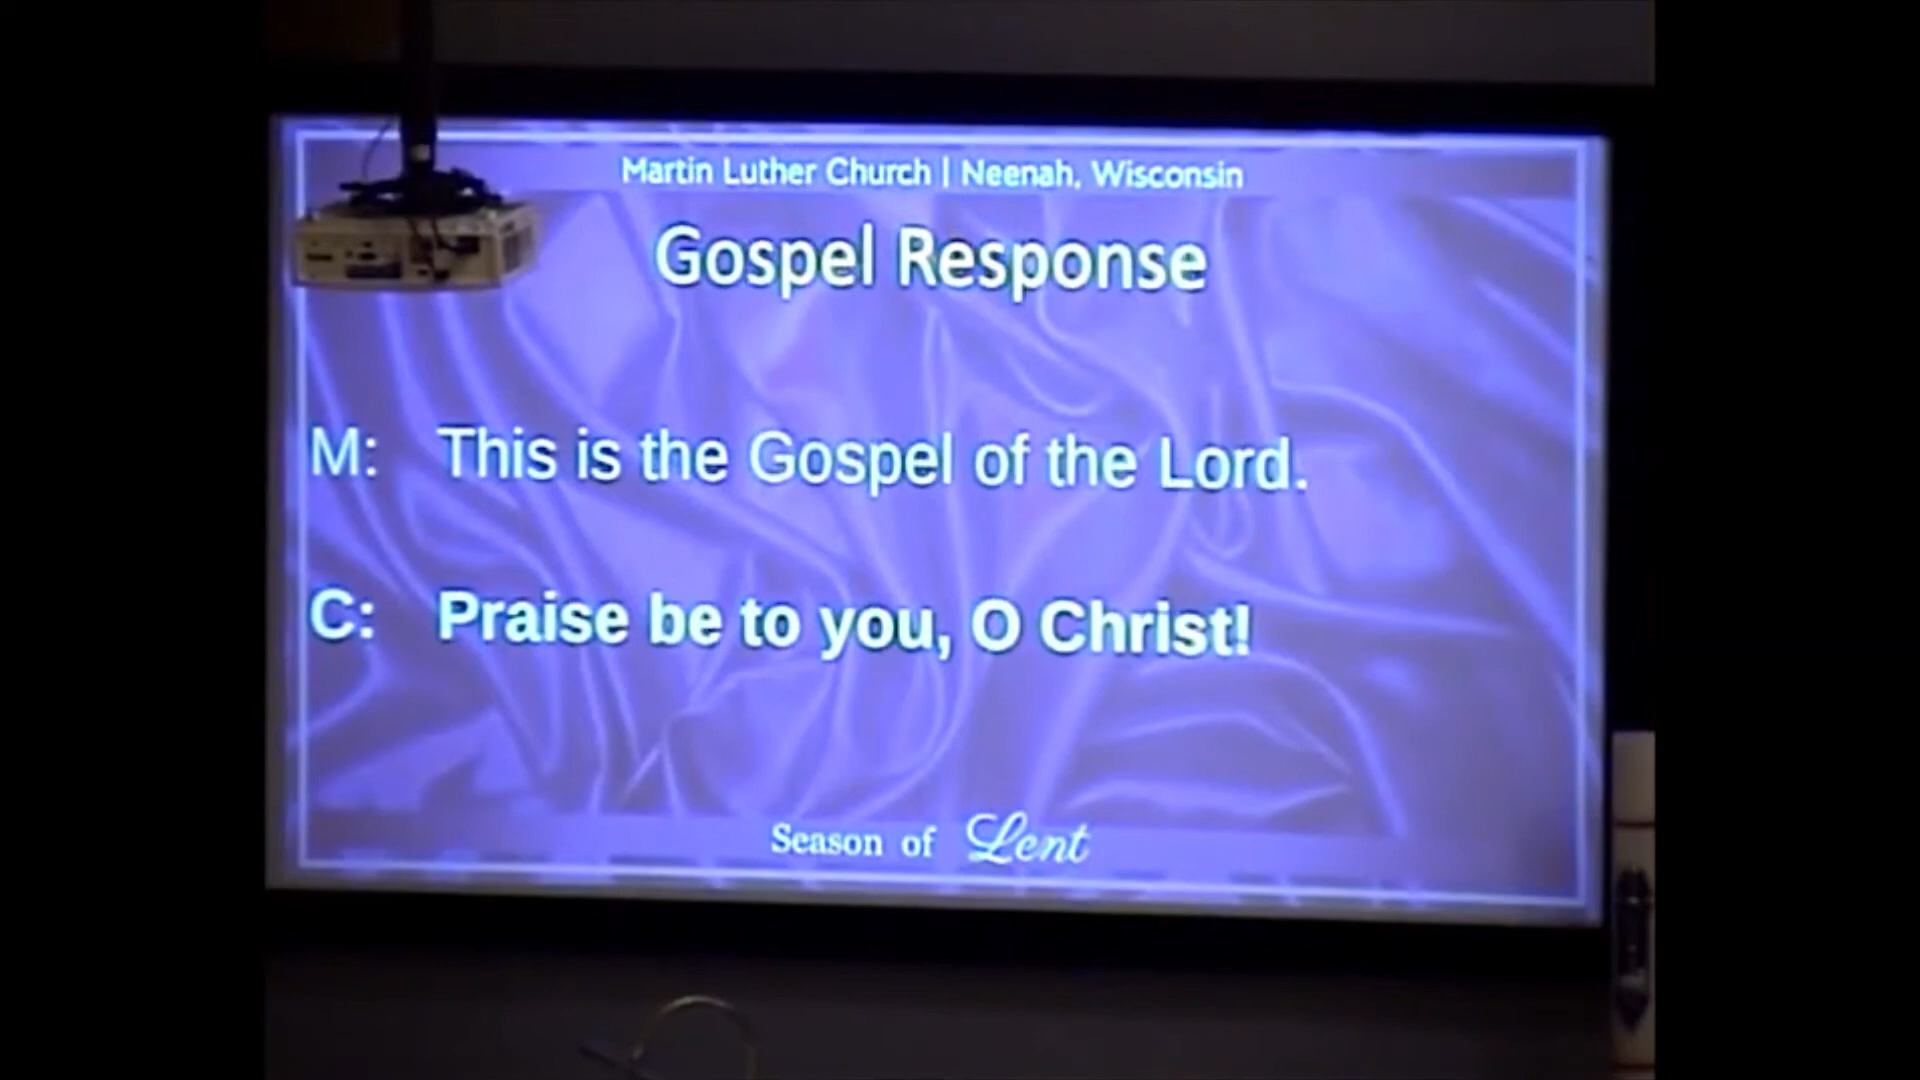 Martin Luther Church | Neenah, Wisconsin
Gospel Response
M: This is the Gospel of the Lord.
C: Praise be to you, O Christ!
Season of Lent